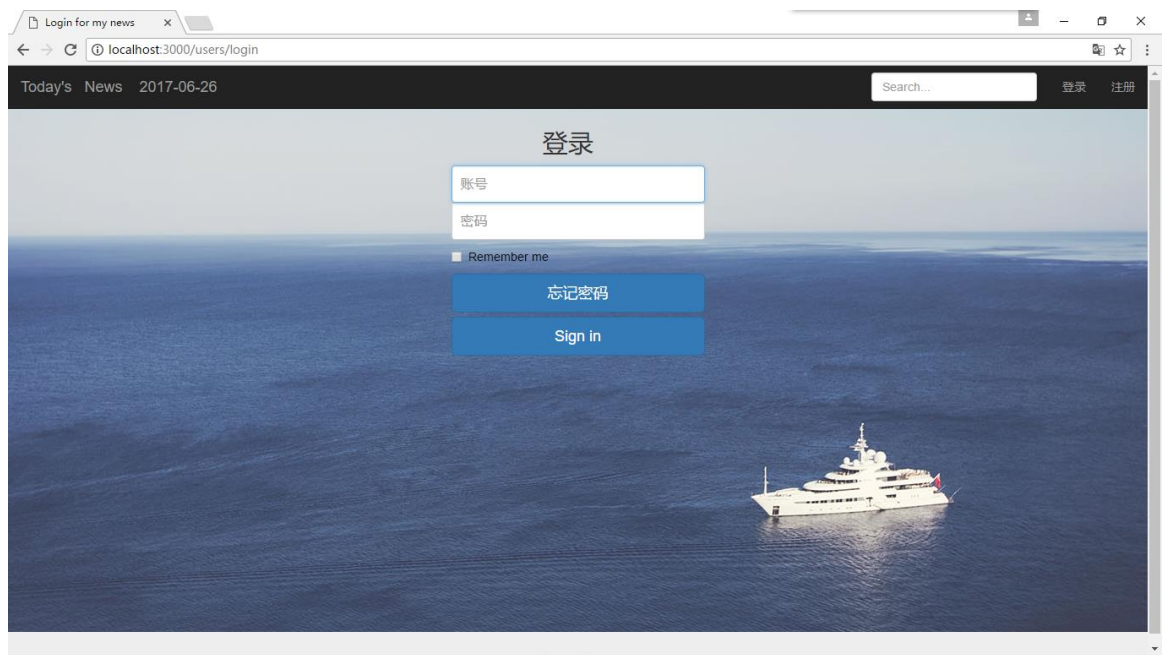 Login for my news
localhost:3000/users/login
Today's News 2017-06-26
Search...
登录
注册
登录
账号
密码
Remember me
忘记密码
Sign in